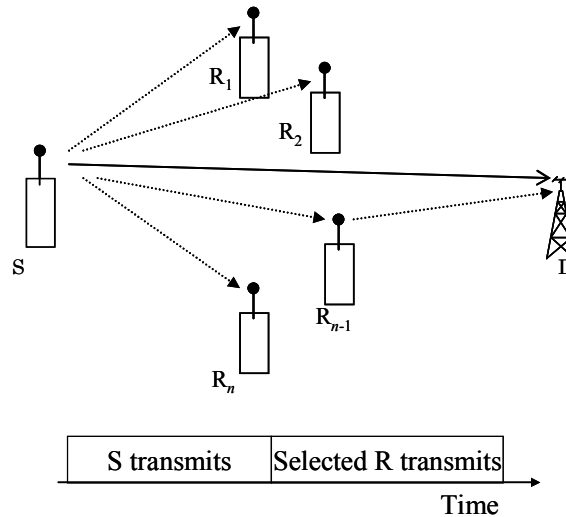 R₁
R₂
S
Rₙ₋₁
Rₙ
S transmits
Selected R transmits
Time